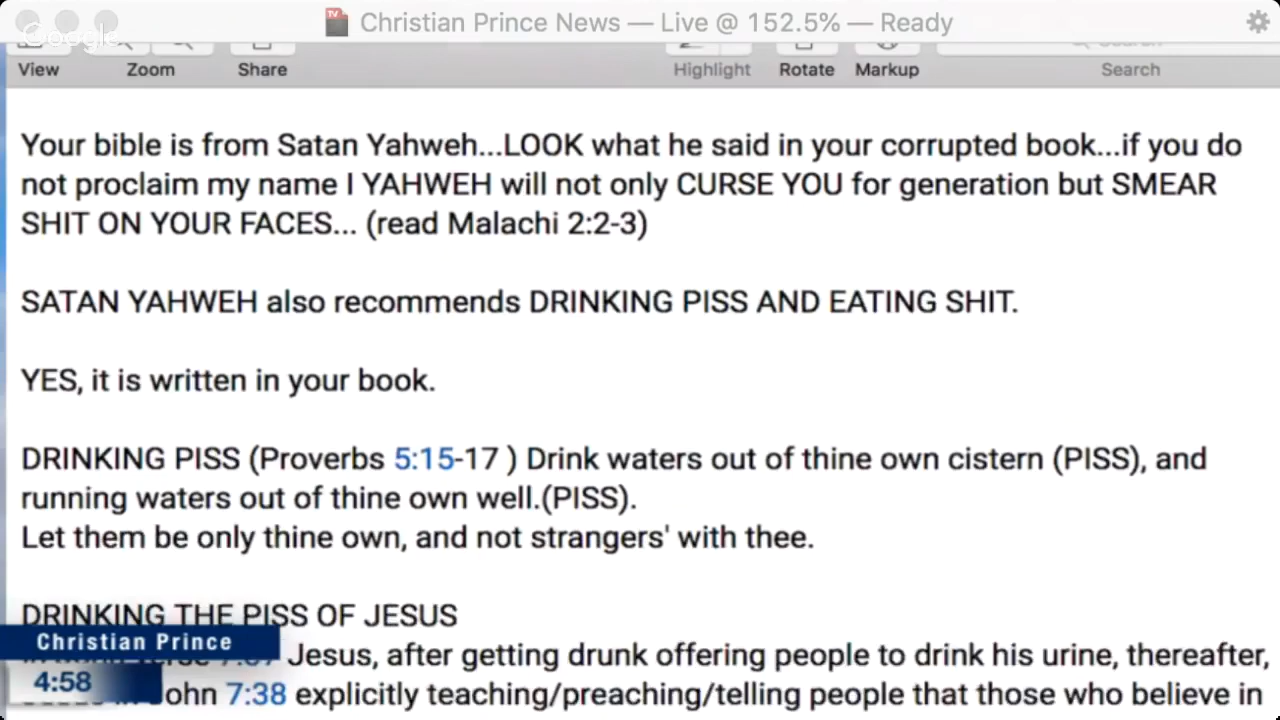 Google
Christian Prince News — Live @ 152.5% — Ready
View Zoom Share Highlight Rotate Markup Search
Your bible is from Satan Yahweh...LOOK what he said in your corrupted book...if you do
not proclaim my name I YAHWEH will not only CURSE YOU for generation but SMEAR
SHIT ON YOUR FACES... (read Malachi 2:2-3)
SATAN YAHWEH also recommends DRINKING PISS AND EATING SHIT.
YES, it is written in your book.
DRINKING PISS (Proverbs 5:15-17 ) Drink waters out of thine own cistern (PISS), and
running waters out of thine own well.(PISS).
Let them be only thine own, and not strangers' with thee.
DRINKING THE PISS OF JESUS
Christian Prince
Jesus, after getting drunk offering people to drink his urine, thereafter,
4:58
John 7:38 explicitly teaching/preaching/telling people that those who believe in